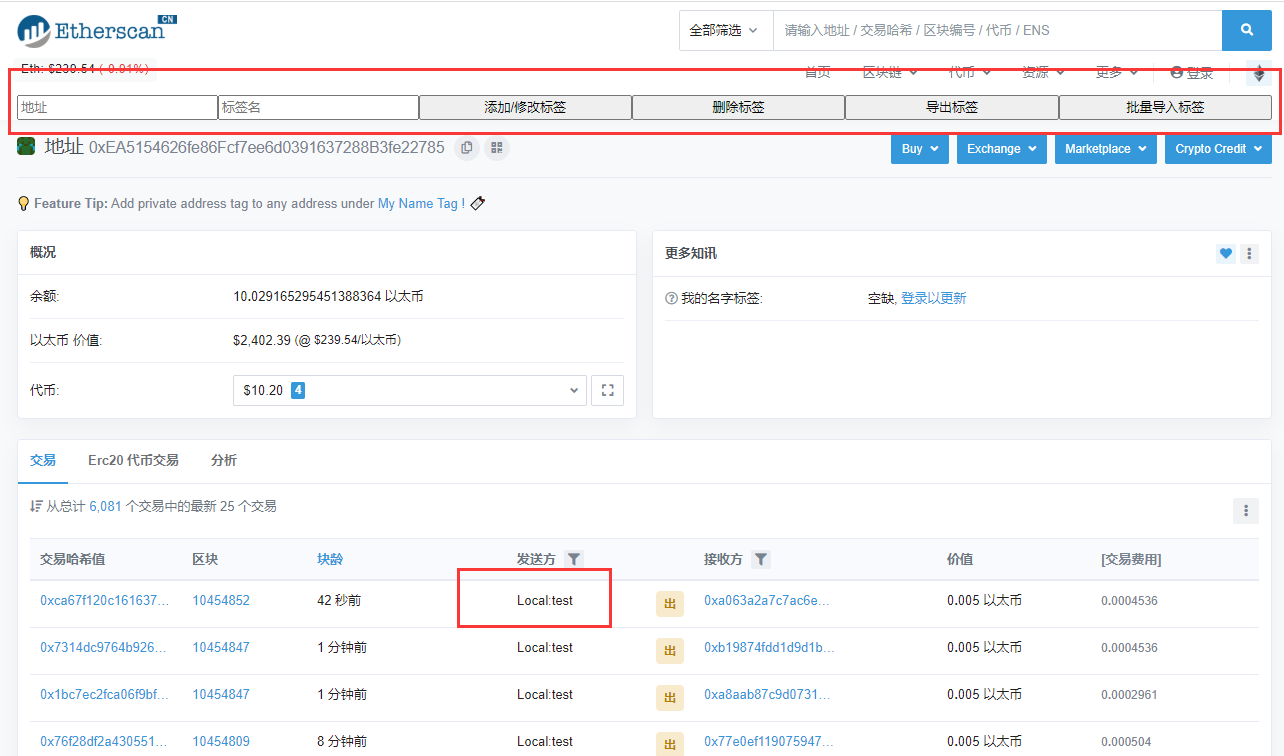 Etherscan CN
全部筛选 请输入地址 / 交易哈希 / 区块编号 / 代币 / ENS
Eth: $239.54 (-0.91%) 首页 区块链 代币 资源 更多 登录
地址 标签名 添加/修改标签 删除标签 导出标签 批量导入标签
地址 0xEA5154626fe86Fcf7ee6d0391637288B3fe22785 Buy Exchange Marketplace Crypto Credit
Feature Tip: Add private address tag to any address under My Name Tag !
概况
余额: 10.029165295451388364 以太币
以太币 价值: $2,402.39 (@ $239.54/以太币)
代币: $10.20 4
更多知讯
我的名字标签: 空缺, 登录以更新
交易 Erc20 代币交易 分析
从总计 6,081 个交易中的最新 25 个交易
交易哈希值 区块 块龄 发送方 接收方 价值 [交易费用]
0xca67f120c161637... 10454852 42 秒前 Local:test 出 0xa063a2a7c7ac6e... 0.005 以太币 0.0004536
0x7314dc9764b926... 10454847 1 分钟前 Local:test 出 0xb19874fdd1d9d1b... 0.005 以太币 0.0004536
0x1bc7ec2fca06f9bf... 10454847 1 分钟前 Local:test 出 0xa8aab87c9d0731... 0.005 以太币 0.0002961
0x76f28df2a430551... 10454809 8 分钟前 Local:test 出 0x77e0ef119075947... 0.005 以太币 0.000504